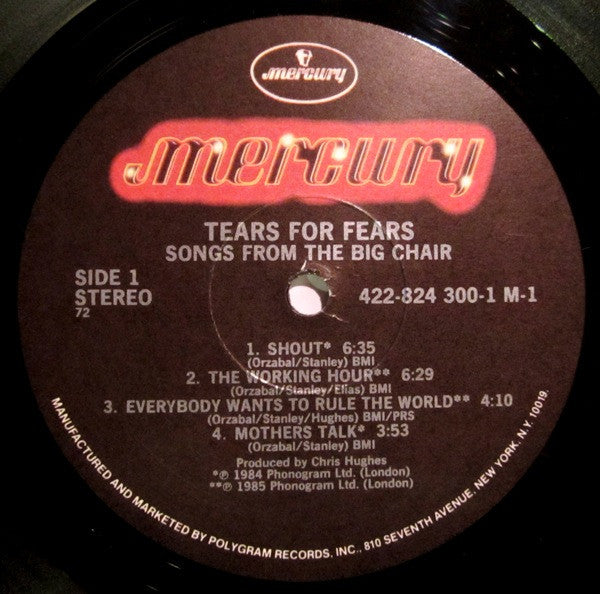 mercury
mercury
TEARS FOR FEARS
SONGS FROM THE BIG CHAIR
SIDE 1
STEREO
72
422-824 300-1 M-1
1. SHOUT* 6:35
(Orzabal/Stanley) BMI
2. THE WORKING HOUR** 6:29
(Orzabal/Stanley/Elias) BMI
3. EVERYBODY WANTS TO RULE THE WORLD** 4:10
(Orzabal/Stanley/Hughes) BMI/PRS
4. MOTHERS TALK* 3:53
(Orzabal/Stanley) BMI
Produced by Chris Hughes
*℗ 1984 Phonogram Ltd. (London)
**℗ 1985 Phonogram Ltd. (London)
MANUFACTURED AND MARKETED BY POLYGRAM RECORDS, INC., 810 SEVENTH AVENUE, NEW YORK, N.Y. 10019.